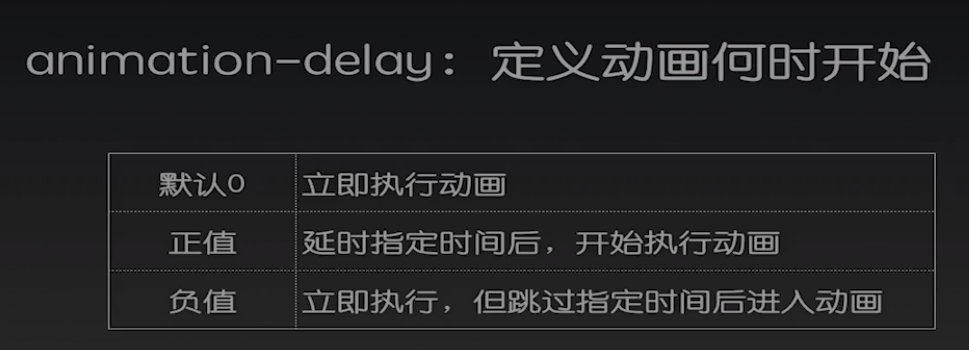 animation-delay：定义动画何时开始
默认0 立即执行动画
正值 延时指定时间后，开始执行动画
负值 立即执行，但跳过指定时间后进入动画